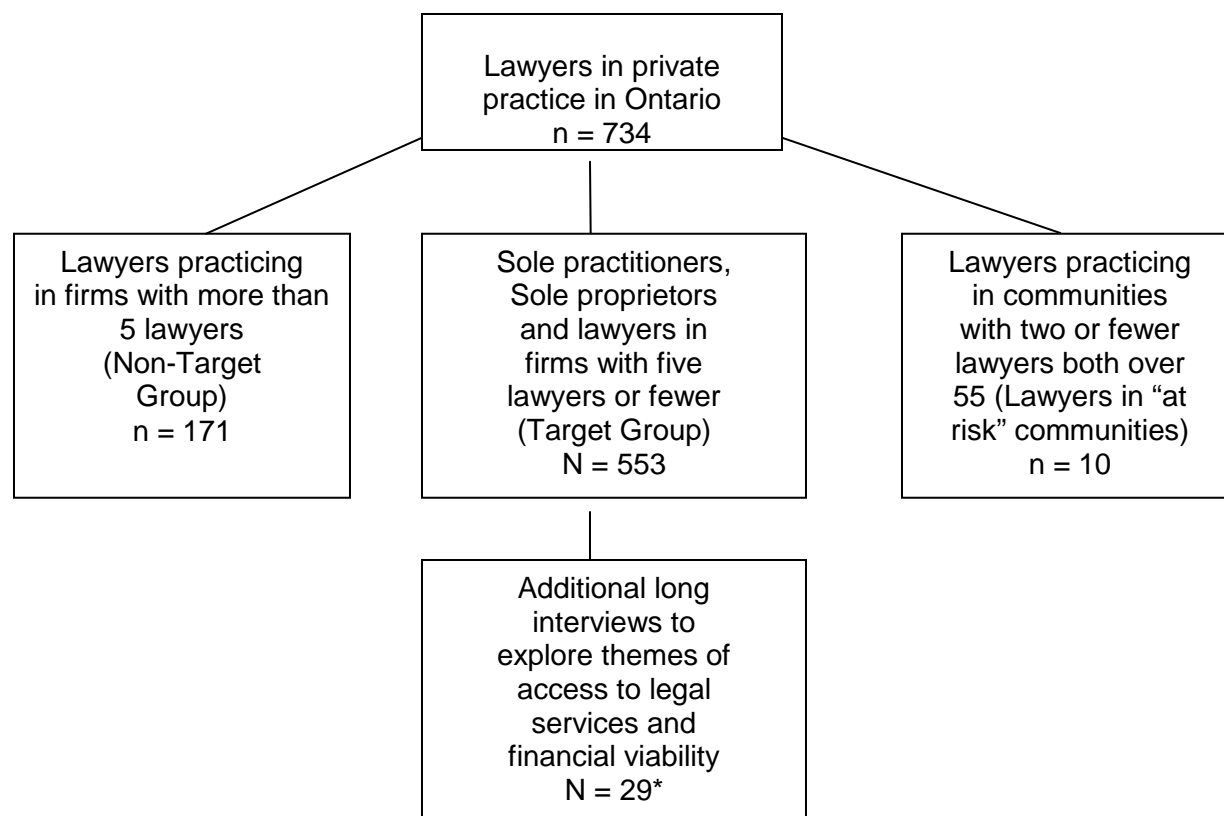 Lawyers in private
practice in Ontario
n = 734
Lawyers practicing
in firms with more than
5 lawyers
(Non-Target
Group)
n = 171
Sole practitioners,
Sole proprietors
and lawyers in
firms with five
lawyers or fewer
(Target Group)
N = 553
Lawyers practicing
in communities
with two or fewer
lawyers both over
55 (Lawyers in “at
risk” communities)
n = 10
Additional long
interviews to
explore themes of
access to legal
services and
financial viability
N = 29*